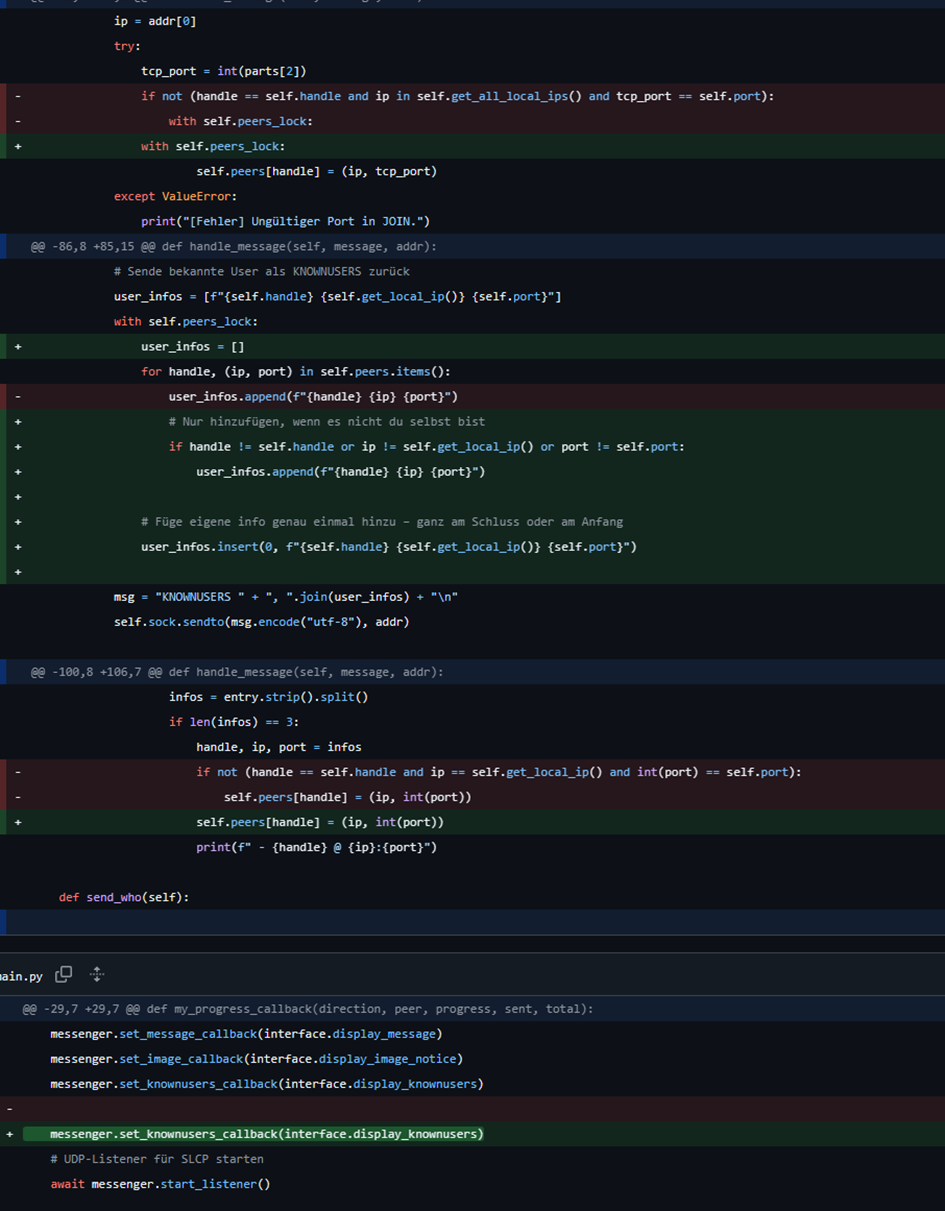 ip = addr[0]
            try:
                tcp_port = int(parts[2])
-                if not (handle == self.handle and ip in self.get_all_local_ips() and tcp_port == self.port):
-                    with self.peers_lock:
+                with self.peers_lock:
                        self.peers[handle] = (ip, tcp_port)
            except ValueError:
                print("[Fehler] Ungültiger Port in JOIN.")
@@ -86,8 +85,15 @@ def handle_message(self, message, addr):
            # Sende bekannte User als KNOWNUSERS zurück
            user_infos = [f"{self.handle} {self.get_local_ip()} {self.port}"]
            with self.peers_lock:
+                user_infos = []
                for handle, (ip, port) in self.peers.items():
-                    user_infos.append(f"{handle} {ip} {port}")
+                    # Nur hinzufügen, wenn es nicht du selbst bist
+                    if handle != self.handle or ip != self.get_local_ip() or port != self.port:
+                        user_infos.append(f"{handle} {ip} {port}")
+
+                # Füge eigene info genau einmal hinzu – ganz am Schluss oder am Anfang
+                user_infos.insert(0, f"{self.handle} {self.get_local_ip()} {self.port}")
+
            msg = "KNOWNUSERS " + ", ".join(user_infos) + "\n"
            self.sock.sendto(msg.encode("utf-8"), addr)
@@ -100,8 +106,7 @@ def handle_message(self, message, addr):
                    infos = entry.strip().split()
                    if len(infos) == 3:
                        handle, ip, port = infos
-                        if not (handle == self.handle and ip == self.get_local_ip() and int(port) == self.port):
-                            self.peers[handle] = (ip, int(port))
+                        self.peers[handle] = (ip, int(port))
                        print(f" - {handle} @ {ip}:{port}")
    def send_who(self):
main.py
@@ -29,7 +29,7 @@ def my_progress_callback(direction, peer, progress, sent, total):
    messenger.set_message_callback(interface.display_message)
    messenger.set_image_callback(interface.display_image_notice)
    messenger.set_knownusers_callback(interface.display_knownusers)
-
+    messenger.set_knownusers_callback(interface.display_knownusers)
    # UDP-Listener für SLCP starten
    await messenger.start_listener()